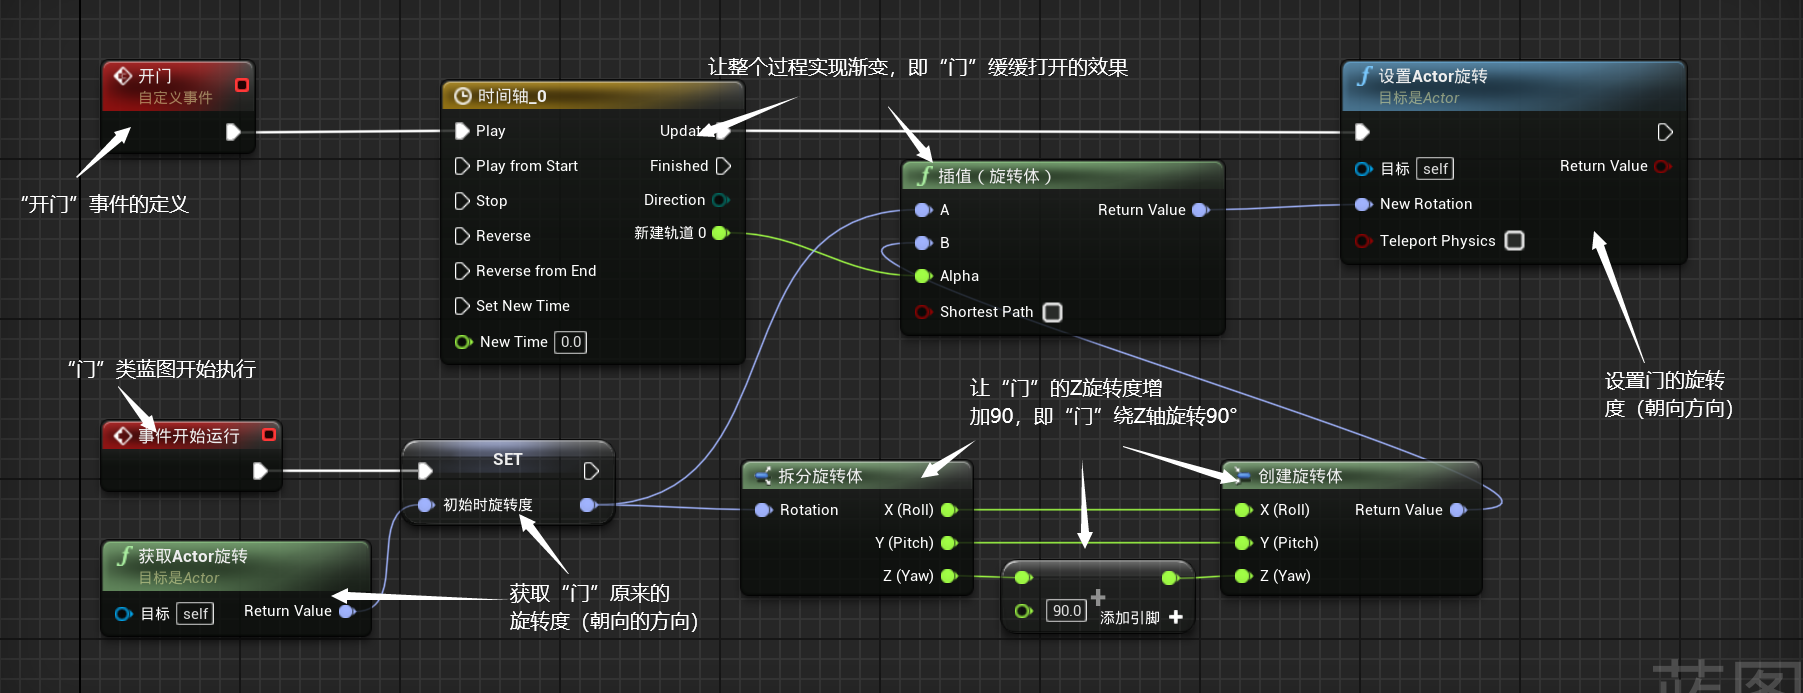 开门
自定义事件
“开门”事件的定义
时间轴_0
Play
Update
Play from Start
Finished
Stop
Direction
Reverse
新建轨道 0
Reverse from End
Set New Time
New Time 0.0
让整个过程实现渐变，即“门”缓缓打开的效果
插值（旋转体）
A
Return Value
B
Alpha
Shortest Path
设置Actor旋转
目标是Actor
目标 self
Return Value
New Rotation
Teleport Physics
设置门的旋转
度（朝向方向）
“门”类蓝图开始执行
事件开始运行
SET
初始时旋转度
获取Actor旋转
目标是Actor
目标 self
Return Value
获取“门”原来的
旋转度（朝向的方向）
让“门”的Z旋转度增
加90，即“门”绕Z轴旋转90°
拆分旋转体
Rotation
X (Roll)
Y (Pitch)
Z (Yaw)
90.0
添加引脚
创建旋转体
X (Roll)
Return Value
Y (Pitch)
Z (Yaw)
蓝图